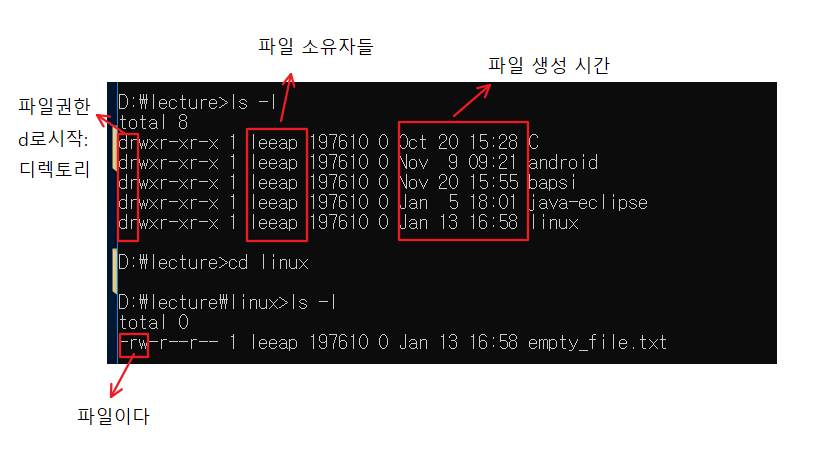 파일 소유자들
파일 생성 시간
파일권한
d로시작:
디렉토리
D:\lecture>ls -l
total 8
drwxr-xr-x 1 leeap 197610 0 Oct 20 15:28 C
drwxr-xr-x 1 leeap 197610 0 Nov  9 09:21 android
drwxr-xr-x 1 leeap 197610 0 Nov 20 15:55 bapsi
drwxr-xr-x 1 leeap 197610 0 Jan  5 18:01 java-eclipse
drwxr-xr-x 1 leeap 197610 0 Jan 13 16:58 linux
D:\lecture>cd linux
D:\lecture\linux>ls -l
total 0
-rw-r--r-- 1 leeap 197610 0 Jan 13 16:58 empty_file.txt
파일이다